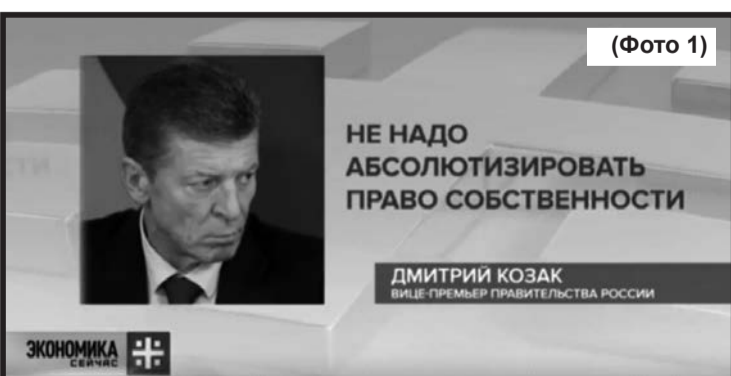 (Фото 1)
НЕ НАДО
АБСОЛЮТИЗИРОВАТЬ
ПРАВО СОБСТВЕННОСТИ
ДМИТРИЙ КОЗАК
ВИЦЕ-ПРЕМЬЕР ПРАВИТЕЛЬСТВА РОССИИ
ЭКОНОМИКА
СЕЙЧАС